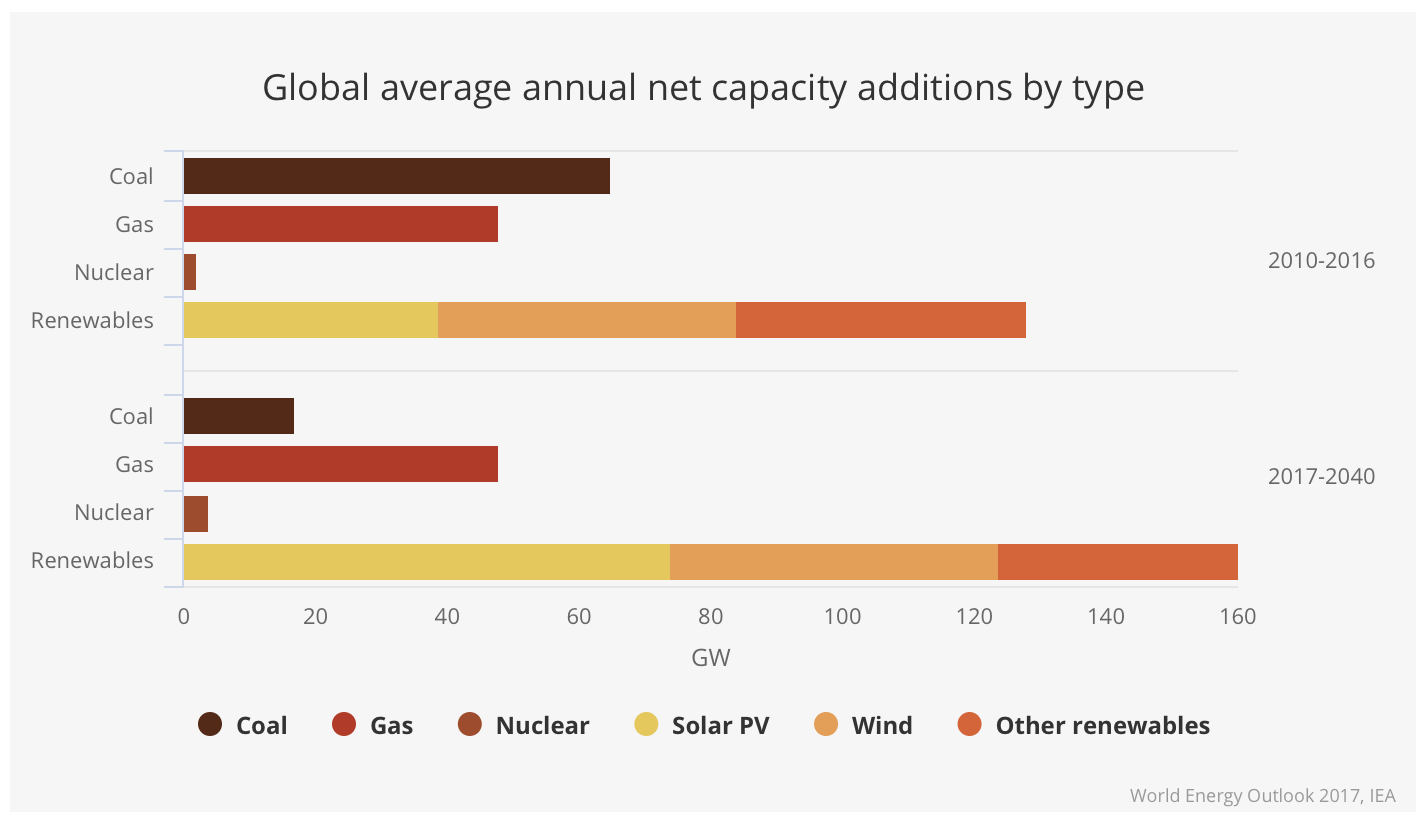 Global average annual net capacity additions by type
Coal
Gas
Nuclear
Renewables
2010-2016
Coal
Gas
Nuclear
Renewables
2017-2040
0 20 40 60 80 100 120 140 160
GW
Coal Gas Nuclear Solar PV Wind Other renewables
World Energy Outlook 2017, IEA